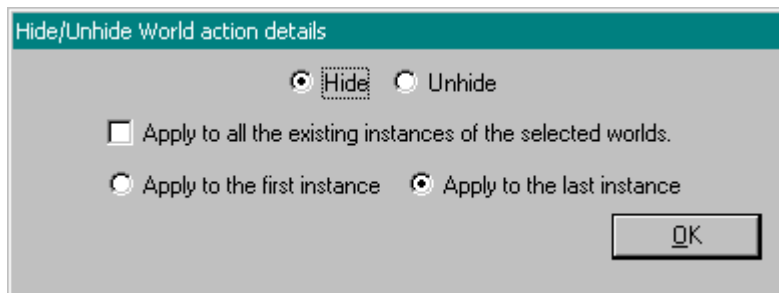 Hide/Unhide World action details
Hide Unhide
Apply to all the existing instances of the selected worlds.
Apply to the first instance Apply to the last instance
OK